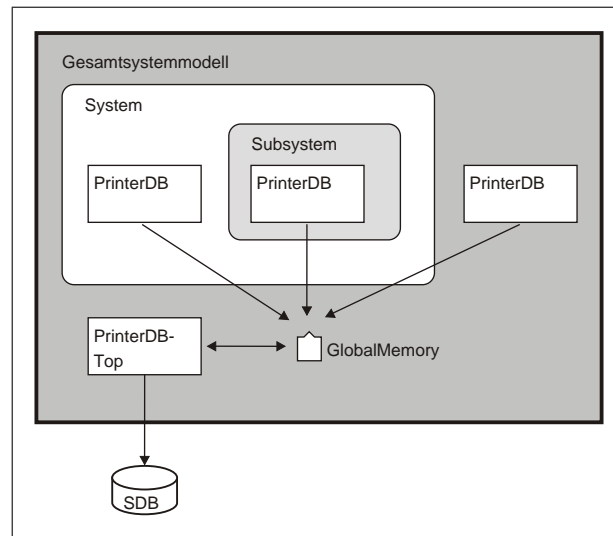 Gesamtsystemmodell
System
Subsystem
PrinterDB
PrinterDB
PrinterDB
PrinterDB-
Top
GlobalMemory
SDB